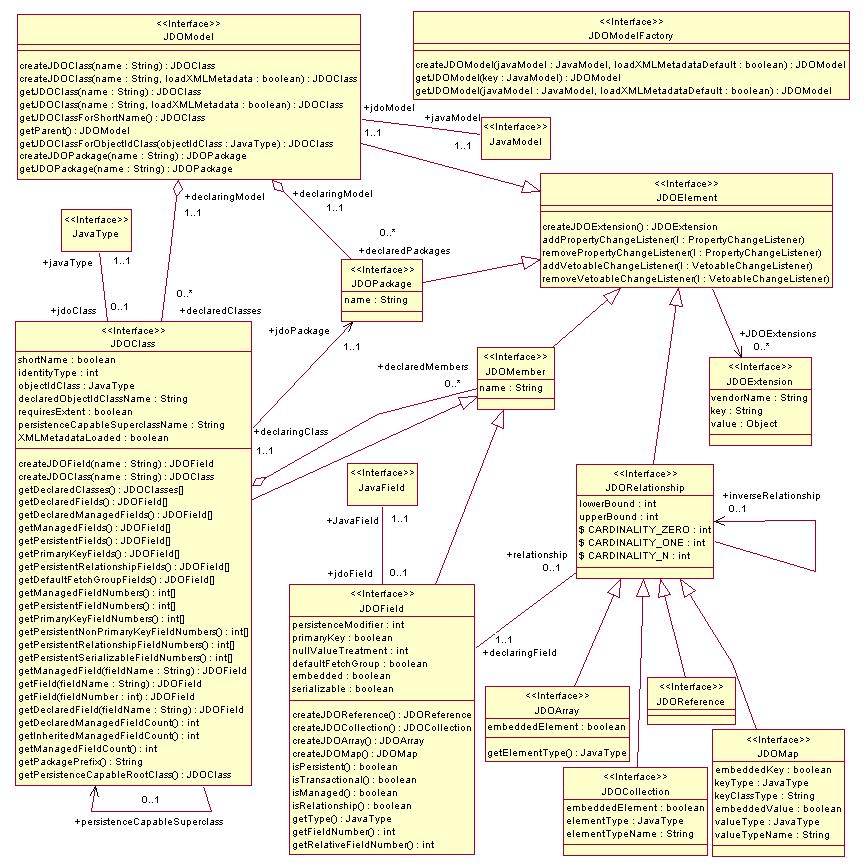 <<Interface>>
JDOModel
createJDOClass(name : String) : JDOClass
createJDOClass(name : String, loadXMLMetadata : boolean) : JDOClass
getJDOClass(name : String) : JDOClass
getJDOClass(name : String, loadXMLMetadata : boolean) : JDOClass
getJDOClassForShortName() : JDOClass
getParent() : JDOModel
getJDOClassForObjectIdClass(objectIdClass : JavaType) : JDOClass
createJDOPackage(name : String) : JDOPackage
getJDOPackage(name : String) : JDOPackage
<<Interface>>
JDOModelFactory
createJDOModel(javaModel : JavaModel, loadXMLMetadataDefault : boolean) : JDOModel
getJDOModel(key : JavaModel) : JDOModel
getJDOModel(javaModel : JavaModel, loadXMLMetadataDefault : boolean) : JDOModel
+jdoModel
1..1
+javaModel
1..1
<<Interface>>
JavaModel
<<Interface>>
JDOElement
createJDOExtension() : JDOExtension
addPropertyChangeListener(l : PropertyChangeListener)
removePropertyChangeListener(l : PropertyChangeListener)
addVetoableChangeListener(l : VetoableChangeListener)
removeVetoableChangeListener(l : VetoableChangeListener)
+declaringModel
1..1
+declaringModel
1..1
<<Interface>>
JavaType
+javaType
1..1
0..*
+declaredPackages
<<Interface>>
JDOPackage
name : String
+jdoClass
0..1
0..*
+declaredClasses
+jdoPackage
1..1
+JDOExtensions
0..*
<<Interface>>
JDOExtension
vendorName : String
key : String
value : Object
<<Interface>>
JDOClass
shortName : boolean
identityType : int
objectIdClass : JavaType
declaredObjectIdClassName : String
requiresExtent : boolean
persistenceCapableSuperclassName : String
XMLMetadataLoaded : boolean
createJDOField(name : String) : JDOField
createJDOClass(name : String) : JDOClass
getDeclaredClasses() : JDOClasses[]
getDeclaredFields() : JDOField[]
getDeclaredManagedFields() : JDOField[]
getManagedFields() : JDOField[]
getPersistentFields() : JDOField[]
getPrimaryKeyFields() : JDOField[]
getPersistentRelationshipFields() : JDOField[]
getDefaultFetchGroupFields() : JDOField[]
getManagedFieldNumbers() : int[]
getPersistentFieldNumbers() : int[]
getPrimaryKeyFieldNumbers() : int[]
getPersistentNonPrimaryKeyFieldNumbers() : int[]
getPersistentRelationshipFieldNumbers() : int[]
getPersistentSerializableFieldNumbers() : int[]
getManagedField(fieldName : String) : JDOField
getField(fieldName : String) : JDOField
getField(fieldNumber : int) : JDOField
getDeclaredField(fieldName : String) : JDOField
getDeclaredManagedFieldCount() : int
getInheritedManagedFieldCount() : int
getManagedFieldCount() : int
getPackagePrefix() : String
getPersistenceCapableRootClass() : JDOClass
0..1
+persistenceCapableSuperclass
+declaredMembers
0..*
<<Interface>>
JDOMember
name : String
+declaringClass
1..1
<<Interface>>
JavaField
+JavaField
1..1
+jdoField
0..1
<<Interface>>
JDOField
persistenceModifier : int
primaryKey : boolean
nullValueTreatment : int
defaultFetchGroup : boolean
embedded : boolean
serializable : boolean
createJDOReference() : JDOReference
createJDOCollection() : JDOCollection
createJDOArray() : JDOArray
createJDOMap() : JDOMap
isPersistent() : boolean
isTransactional() : boolean
isManaged() : boolean
isRelationship() : boolean
getType() : JavaType
getFieldNumber() : int
getRelativeFieldNumber() : int
<<Interface>>
JDORelationship
lowerBound : int
upperBound : int
$ CARDINALITY_ZERO : int
$ CARDINALITY_ONE : int
$ CARDINALITY_N : int
+inverseRelationship
0..1
+relationship
0..1
1..1
+declaringField
<<Interface>>
JDOArray
embeddedElement : boolean
getElementType() : JavaType
<<Interface>>
JDOReference
<<Interface>>
JDOCollection
embeddedElement : boolean
elementType : JavaType
elementTypeName : String
<<Interface>>
JDOMap
embeddedKey : boolean
keyType : JavaType
keyClassType : String
embeddedValue : boolean
valueType : JavaType
valueTypeName : String